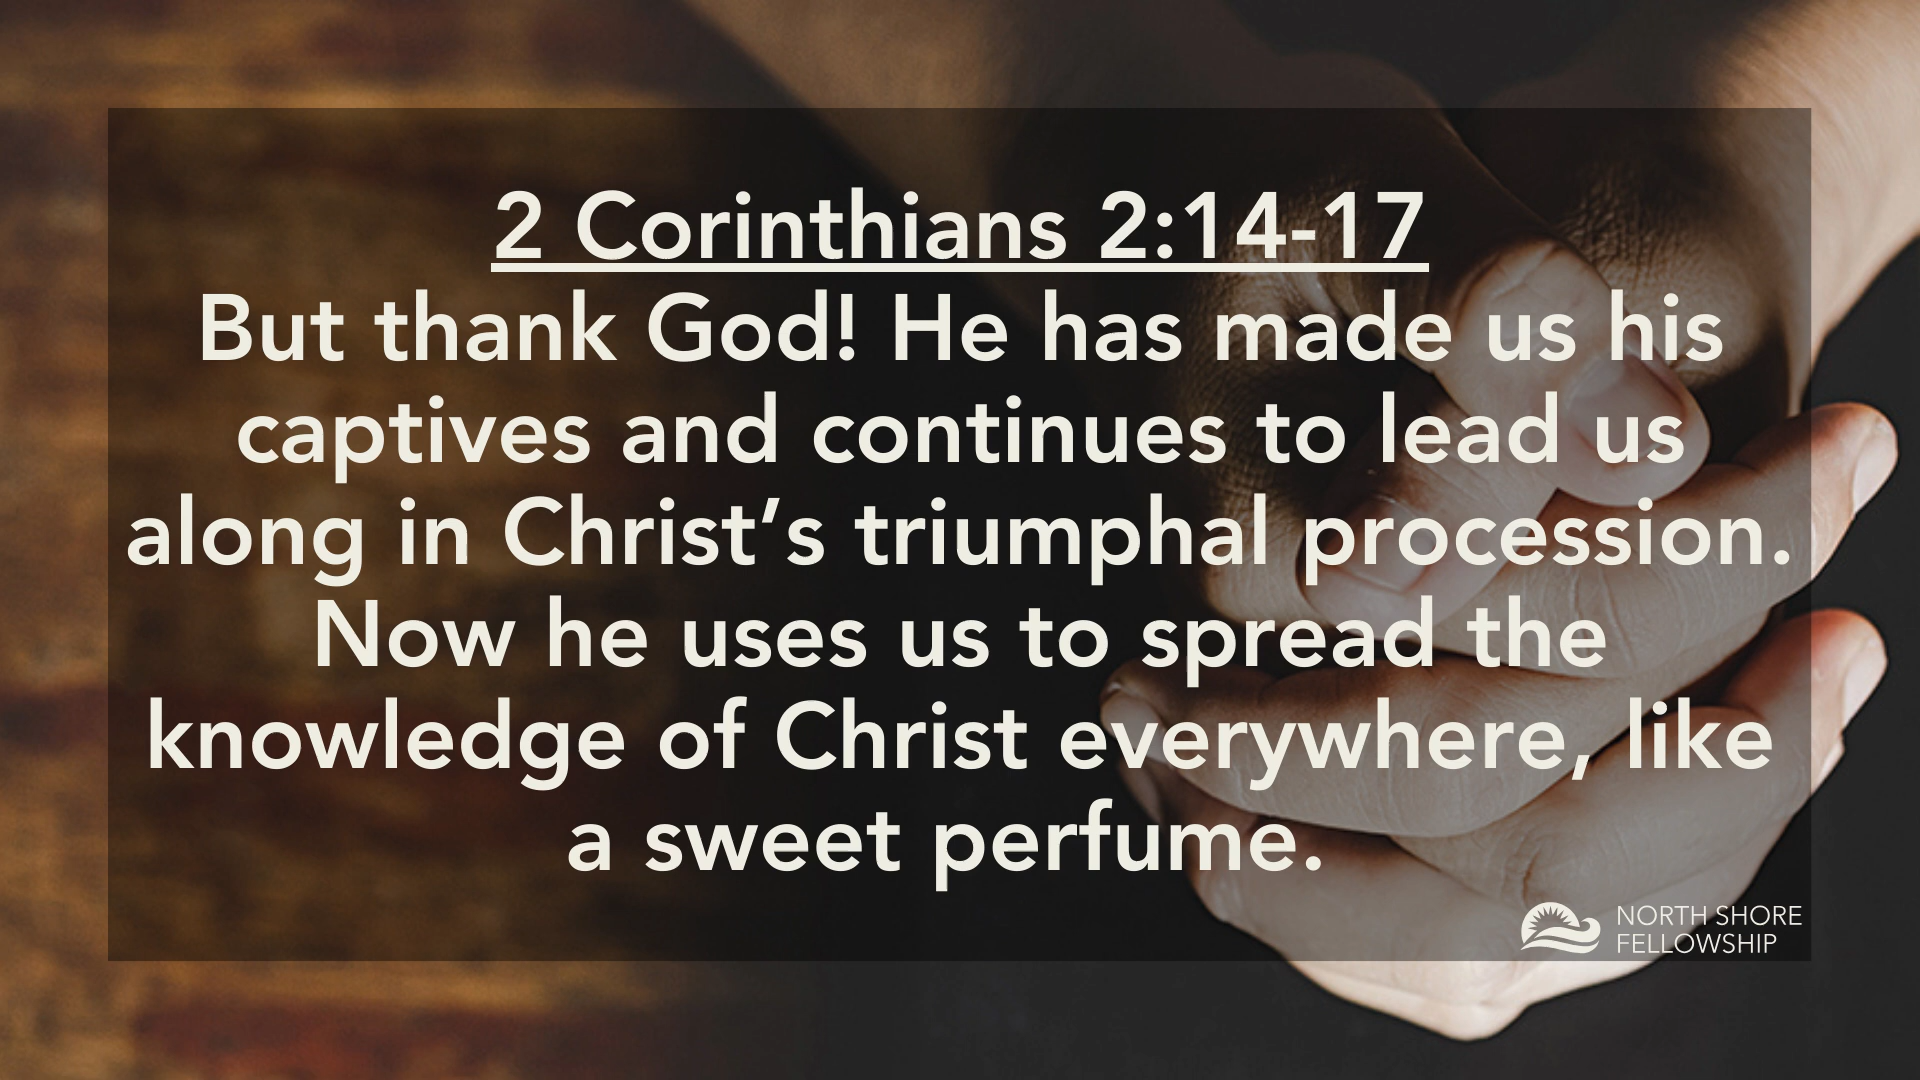 2 Corinthians 2:14-17
But thank God! He has made us his
captives and continues to lead us
along in Christ’s triumphal procession.
Now he uses us to spread the
knowledge of Christ everywhere, like
a sweet perfume.
NORTH SHORE
FELLOWSHIP